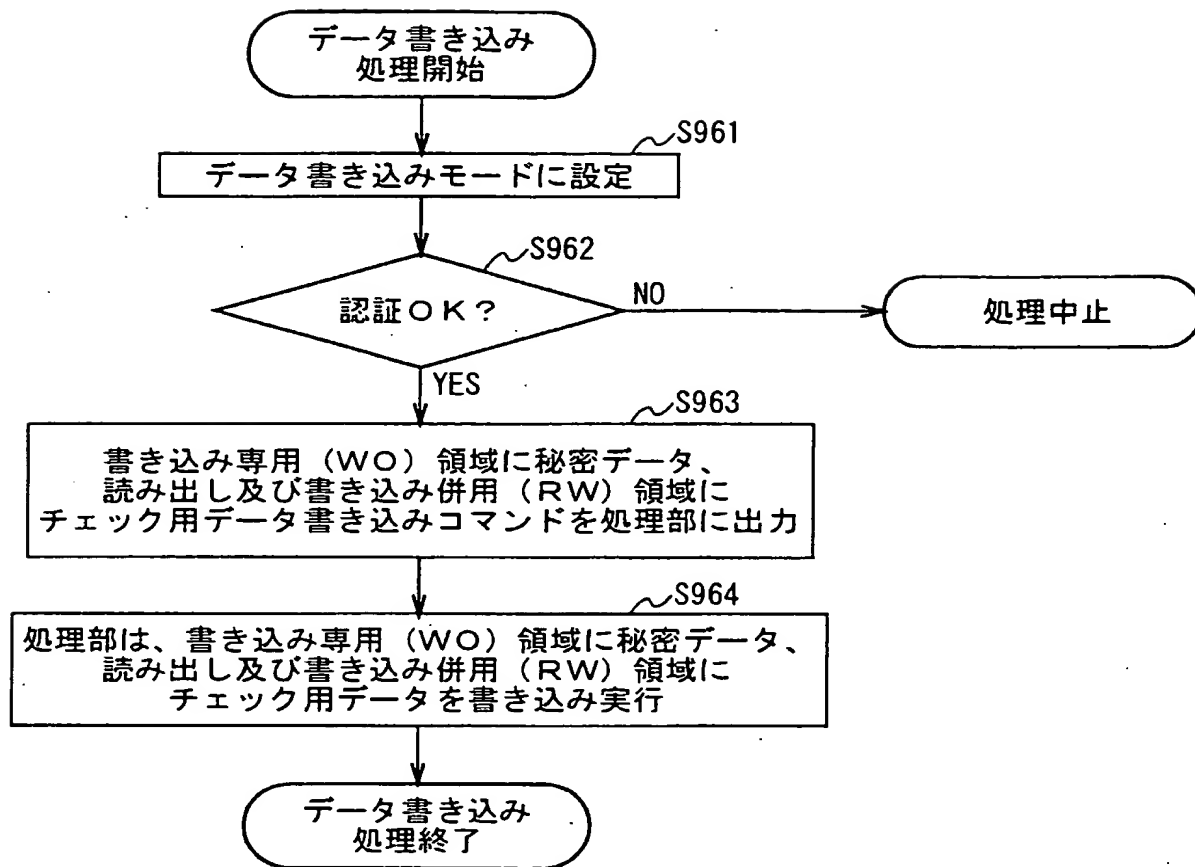 データ書き込み
処理開始
S961
データ書き込みモードに設定
S962
認証OK?
NO
処理中止
YES
S963
書き込み専用(WO)領域に秘密データ、
読み出し及び書き込み併用(RW)領域に
チェック用データ書き込みコマンドを処理部に出力
S964
処理部は、書き込み専用(WO)領域に秘密データ、
読み出し及び書き込み併用(RW)領域に
チェック用データを書き込み実行
データ書き込み
処理終了